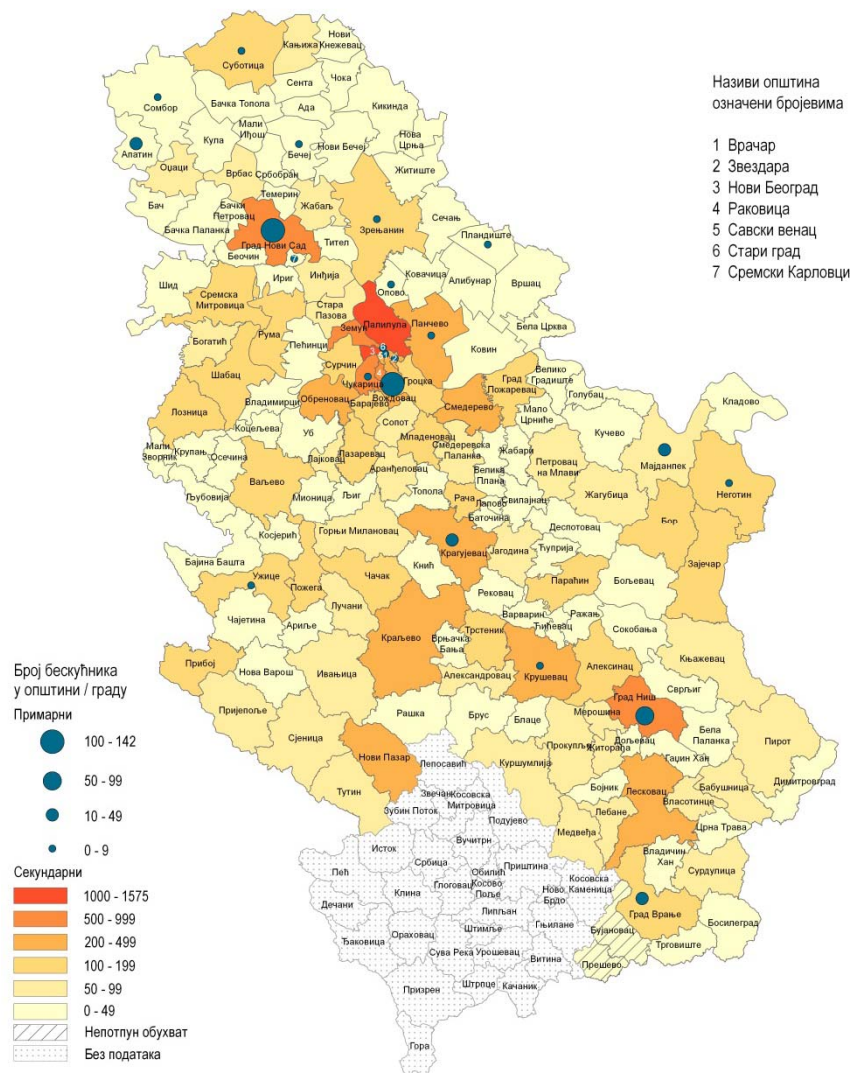 Нови
Кнежевац
Кањижа
Суботица
Чока
Сента
Сомбор
Бачка Топола
Ада
Кикинда
Мали
Иђош
Апатин
Кула
Бечеј
Нови Бечеј
Нова
Црња
Оџаци
Врбас
Србобран
Житиште
Бач
Темерин
Бачки
Петровац
Жабаљ
Зрењанин
Сечањ
Бачка Паланка
Град Нови Сад
Тител
Пландиште
Беочин
7
Шид
Ириг
Инђија
Ковачица
Опово
Алибунар
Вршац
Сремска
Митровица
Стара
Пазова
Рума
Земун
Палилула
Панчево
Бела Црква
Богатић
Пећинци
Сурчин
3
6
Ковин
Шабац
Чукарица
4
Гроцка
Град
Пожаревац
Велико
Градиште
Голубац
Кладово
Владимирци
Обреновац
Барајево
Вождовац
Смедерево
Лозница
Коцељева
Уб
Сопот
Младеновац
Мало
Црниће
Кучево
Мали
Зворник
Крупањ
Осечина
Лајковац
Лазаревац
Смедеревска
Паланка
Жабари
Петровац
на Млави
Мајданпек
Неготин
Ваљево
Аранђеловац
Велика
Плана
Жагубица
Љубовија
Мионица
Љиг
Топола
Рача
Лапово
Свилајнац
Баточина
Бор
Косјерић
Горњи Милановац
Крагујевац
Деспотовац
Бајина Башта
Јагодина
Ћуприја
Зајечар
Ужице
Пожега
Чачак
Кнић
Параћин
Бољевац
Чајетина
Ариље
Лучани
Рековац
Краљево
Варварин
Ражањ
Ћићевац
Сокобања
Врњачка
Бања
Трстеник
Прибој
Нова Варош
Ивањица
Александровац
Крушевац
Алексинац
Књажевац
Град Ниш
Сврљиг
Пријепоље
Рашка
Брус
Блаце
Мерошина
Бела
Паланка
Сјеница
Нови Пазар
Прокупље
Дољевац
Житорађа
Гаџин Хан
Пирот
Лепосавић
Куршумлија
Димитровград
Тутин
Звечан
Косовска
Митровица
Бојник
Лесковац
Бабушница
Зубин Поток
Лебане
Власотинце
Подујево
Медвеђа
Црна Трава
Вучитрн
Исток
Србица
Приштина
Владичин
Хан
Пећ
Обилић
Косовска
Каменица
Сурдулица
Глоговац
Косово
Поље
Ново
Брдо
Клина
Дечани
Град Врање
Липљан
Гњилане
Босилеград
Ђаковица
Ораховац
Штимље
Бујановац
Сува Река
Урошевац
Витина
Трговиште
Прешево
Призрен
Штрпце
Качаник
Гора
Називи општина
означени бројевима
1 Врачар
2 Звездара
3 Нови Београд
4 Раковица
5 Савски венац
6 Стари град
7 Сремски Карловци
Број бескућника
у општини / граду
Примарни
100 - 142
50 - 99
10 - 49
0 - 9
Секундарни
1000 - 1575
500 - 999
200 - 499
100 - 199
50 - 99
0 - 49
Непотпун обухват
Без података